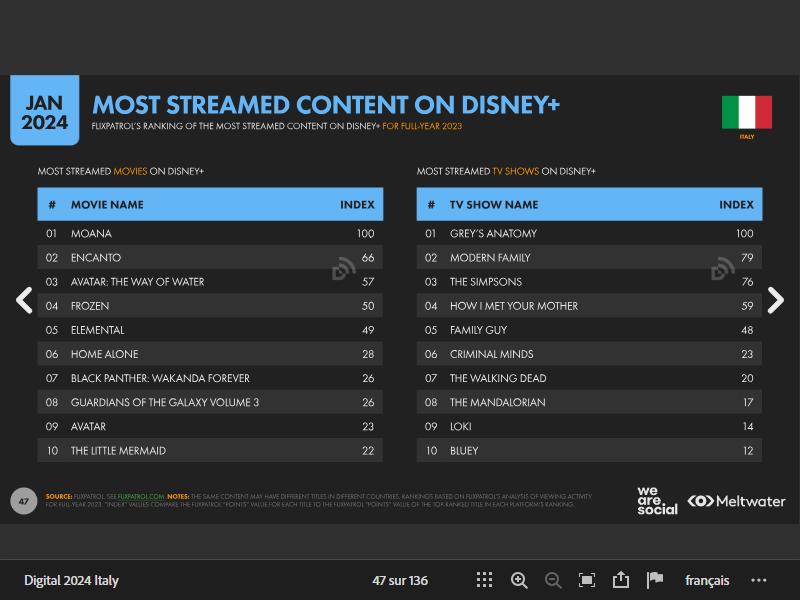 JAN
2024
MOST STREAMED CONTENT ON DISNEY+
FLIXPATROL'S RANKING OF THE MOST STREAMED CONTENT ON DISNEY+ FOR FULL-YEAR 2023
ITALY
MOST STREAMED MOVIES ON DISNEY+
# MOVIE NAME INDEX
01 MOANA 100
02 ENCANTO 66
03 AVATAR: THE WAY OF WATER 57
04 FROZEN 50
05 ELEMENTAL 49
06 HOME ALONE 28
07 BLACK PANTHER: WAKANDA FOREVER 26
08 GUARDIANS OF THE GALAXY VOLUME 3 26
09 AVATAR 23
10 THE LITTLE MERMAID 22
MOST STREAMED TV SHOWS ON DISNEY+
# TV SHOW NAME INDEX
01 GREY'S ANATOMY 100
02 MODERN FAMILY 79
03 THE SIMPSONS 76
04 HOW I MET YOUR MOTHER 59
05 FAMILY GUY 48
06 CRIMINAL MINDS 23
07 THE WALKING DEAD 20
08 THE MANDALORIAN 17
09 LOKI 14
10 BLUEY 12
47
SOURCE: FLIXPATROL. SEE FLIXPATROL.COM. NOTES: THE SAME CONTENT MAY HAVE DIFFERENT TITLES IN DIFFERENT COUNTRIES. RANKINGS BASED ON FLIXPATROL'S ANALYSIS OF VIEWING ACTIVITY
FOR FULL-YEAR 2023. "INDEX" VALUES COMPARE THE FLIXPATROL "POINTS" VALUE FOR EACH TITLE TO THE FLIXPATROL "POINTS" VALUE OF THE TOP-RANKED TITLE IN EACH PLATFORM'S RANKING.
we
are
social
Meltwater
Digital 2024 Italy
47 sur 136
français